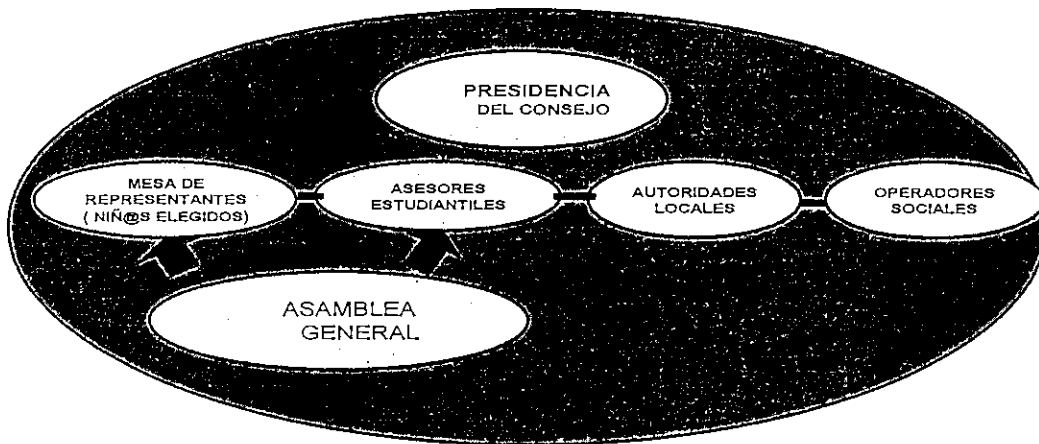 PRESIDENCIA
DEL CONSEJO
MESA DE
REPRESENTANTES
( NIÑ@S ELEGIDOS)
ASESORES
ESTUDIANTILES
AUTORIDADES
LOCALES
OPERADORES
SOCIALES
ASAMBLEA
GENERAL